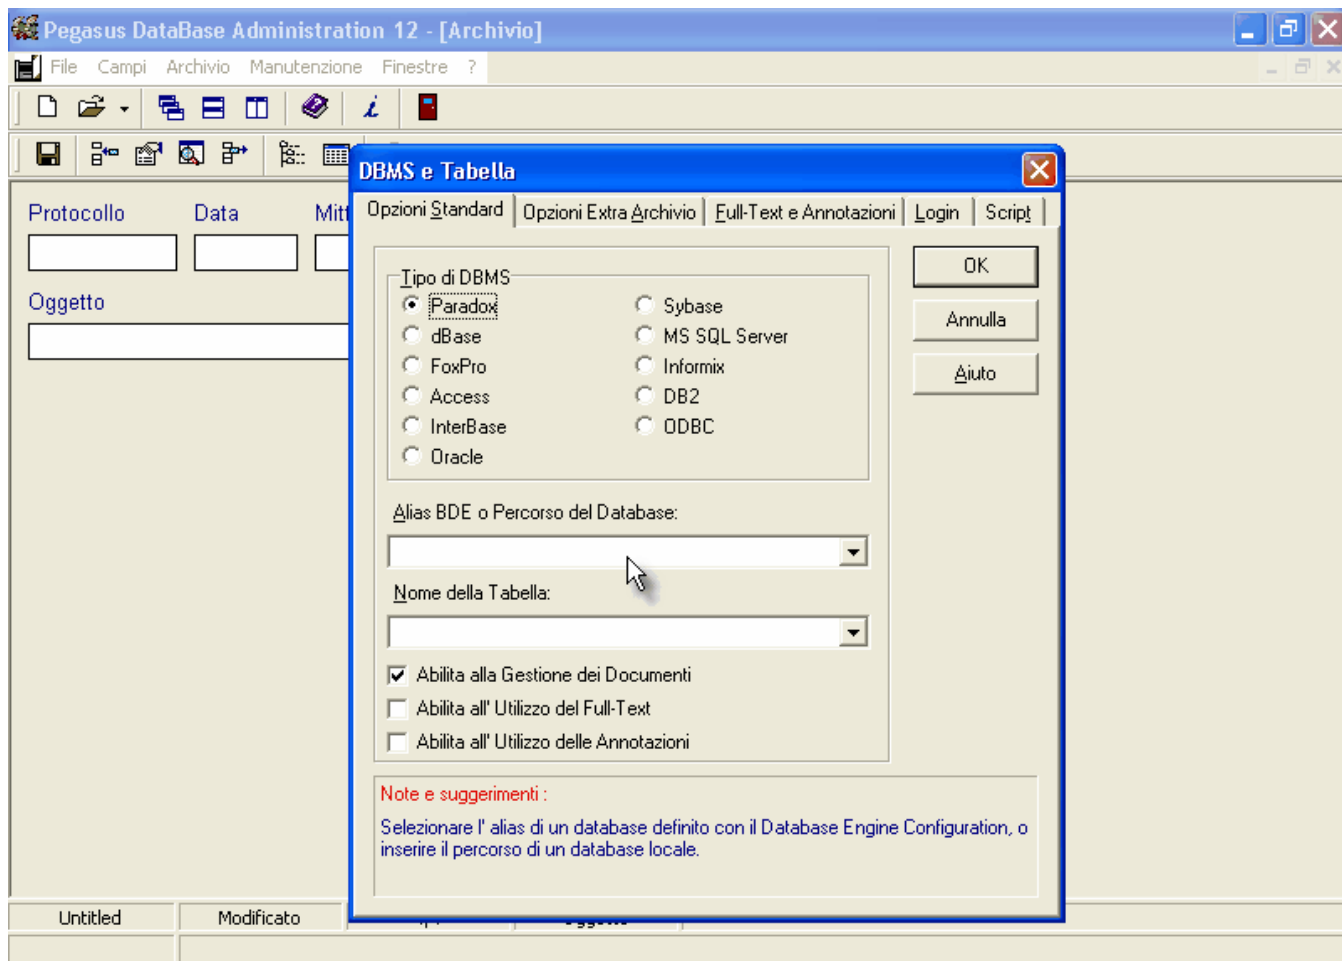 Pegasus DataBase Administration 12 - [Archivio]
File Campi Archivio Manutenzione Finestre ?
DBMS e Tabella
Opzioni Standard Opzioni Extra Archivio Full-Text e Annotazioni Login Script
Protocollo Data Mitt
Oggetto
Tipo di DBMS
Paradox
dBase
FoxPro
Access
InterBase
Oracle
Sybase
MS SQL Server
Informix
DB2
ODBC
OK
Annulla
Aiuto
Alias BDE o Percorso del Database:
Nome della Tabella:
Abilita alla Gestione dei Documenti
Abilita all' Utilizzo del Full-Text
Abilita all' Utilizzo delle Annotazioni
Note e suggerimenti :
Selezionare l' alias di un database definito con il Database Engine Configuration, o
inserire il percorso di un database locale.
Untitled Modificato